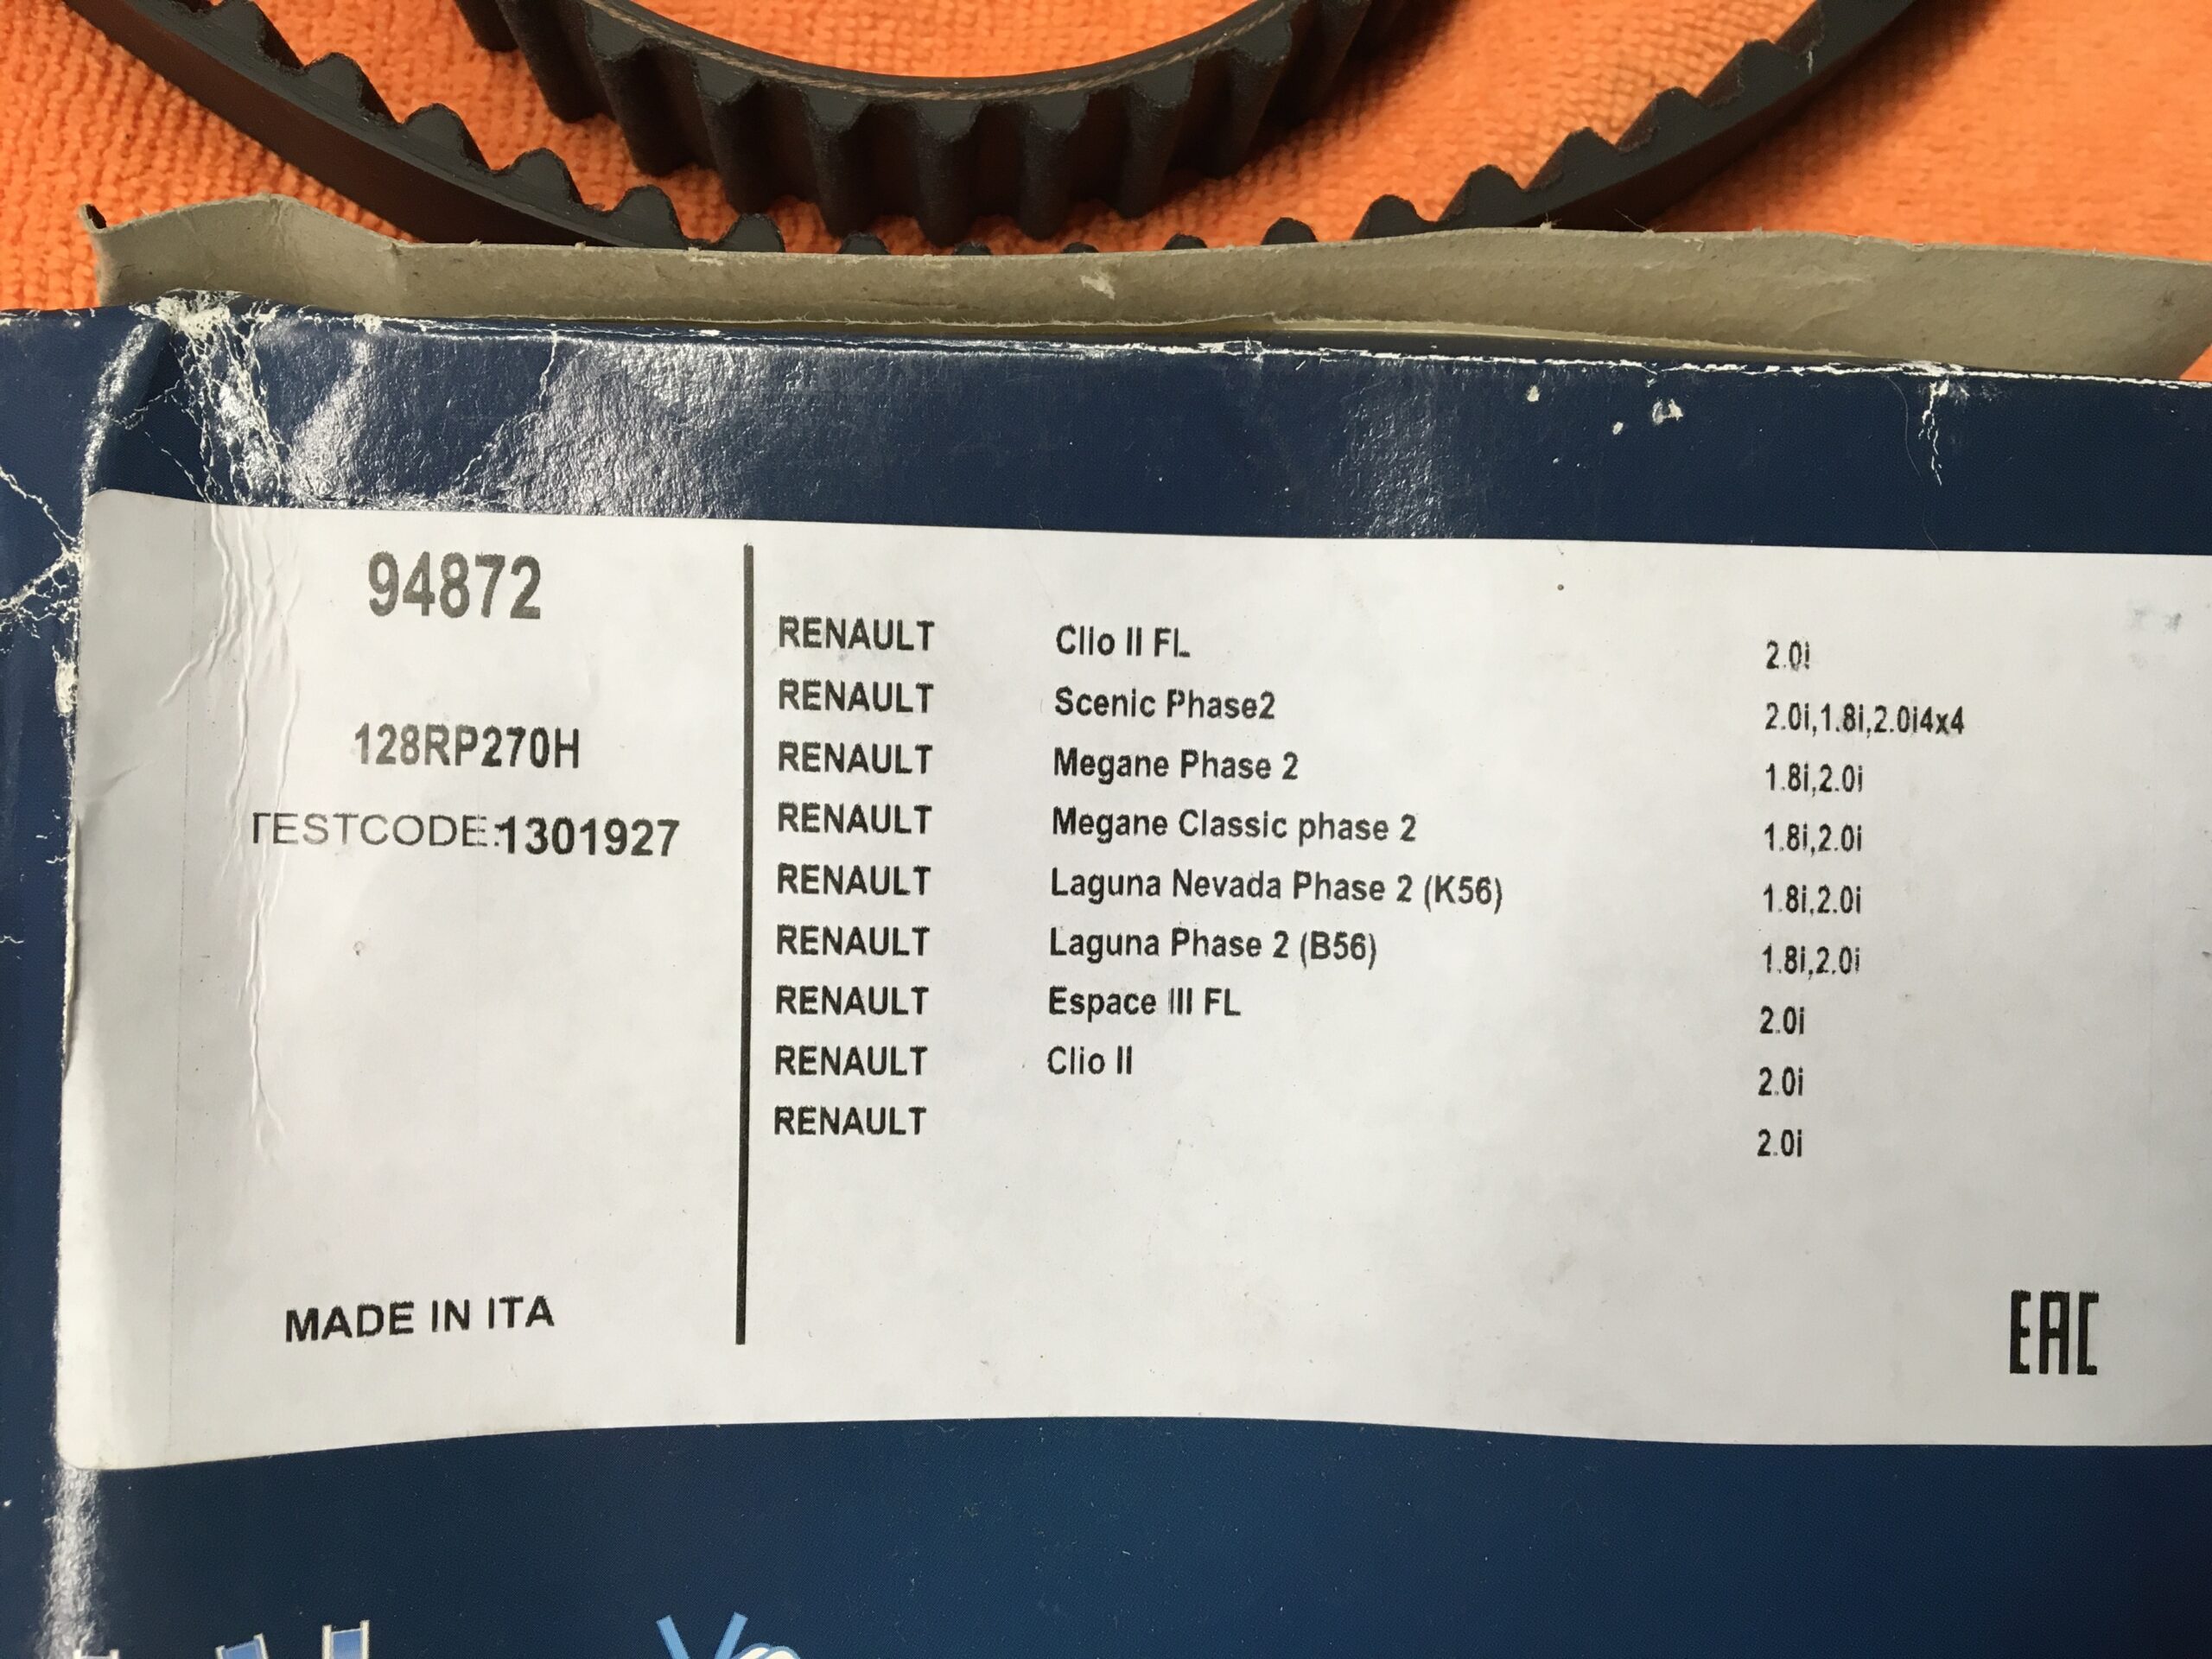 94872
128RP270H
TESTCODE:1301927
MADE IN ITA
RENAULT Clio II FL 2.0i
RENAULT Scenic Phase2 2.0i,1.8i,2.0i4x4
RENAULT Megane Phase 2 1.8i,2.0i
RENAULT Megane Classic phase 2 1.8i,2.0i
RENAULT Laguna Nevada Phase 2 (K56) 1.8i,2.0i
RENAULT Laguna Phase 2 (B56) 1.8i,2.0i
RENAULT Espace III FL 2.0i
RENAULT Clio II 2.0i
RENAULT 2.0i
EAC